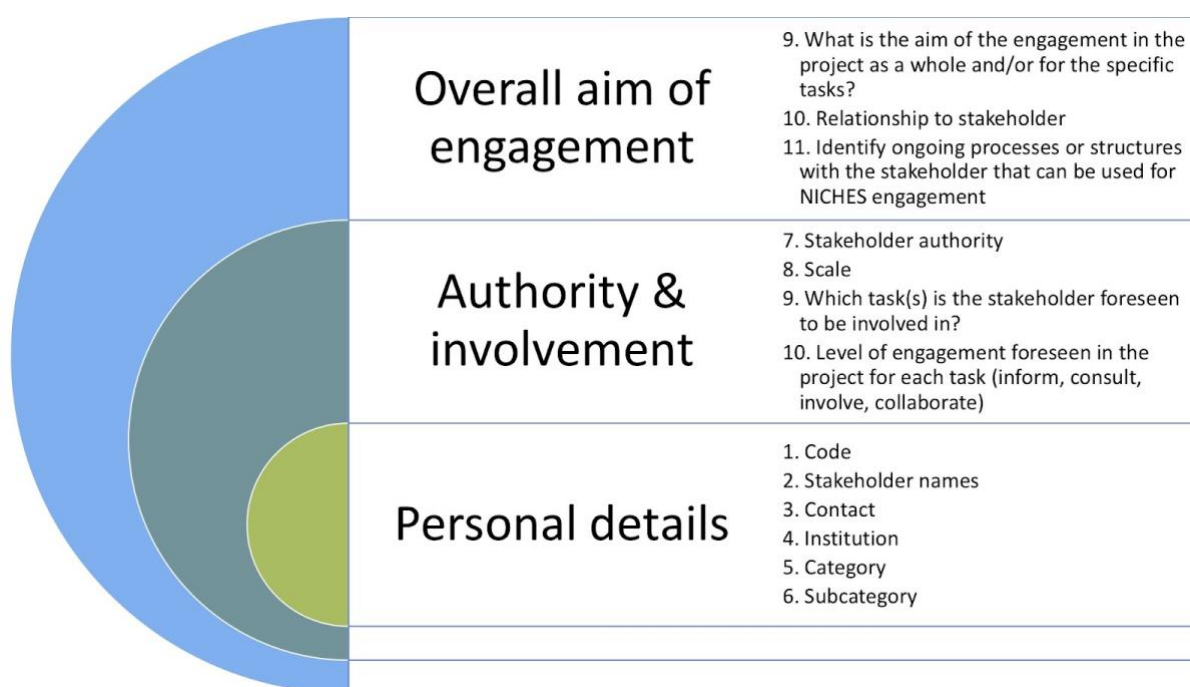 Overall aim of
engagement
9. What is the aim of the engagement in the
project as a whole and/or for the specific
tasks?
10. Relationship to stakeholder
11. Identify ongoing processes or structures
with the stakeholder that can be used for
NICHES engagement
Authority &
involvement
7. Stakeholder authority
8. Scale
9. Which task(s) is the stakeholder foreseen
to be involved in?
10. Level of engagement foreseen in the
project for each task (inform, consult,
involve, collaborate)
Personal details
1. Code
2. Stakeholder names
3. Contact
4. Institution
5. Category
6. Subcategory